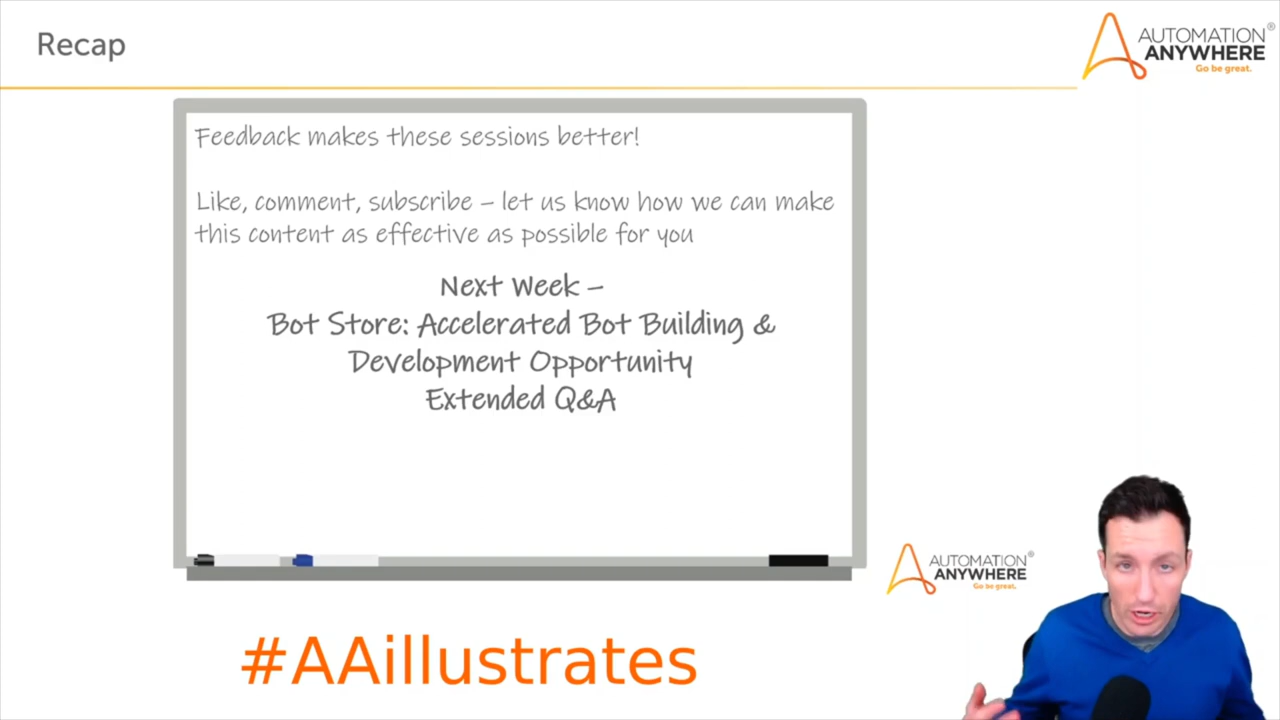 Recap
AUTOMATION
ANYWHERE
Go be great.
Feedback makes these sessions better!
Like, comment, subscribe – let us know how we can make
this content as effective as possible for you
Next Week –
Bot Store: Accelerated Bot Building &
Development Opportunity
Extended Q&A
AUTOMATION
ANYWHERE
Go be great.
#AAillustrates